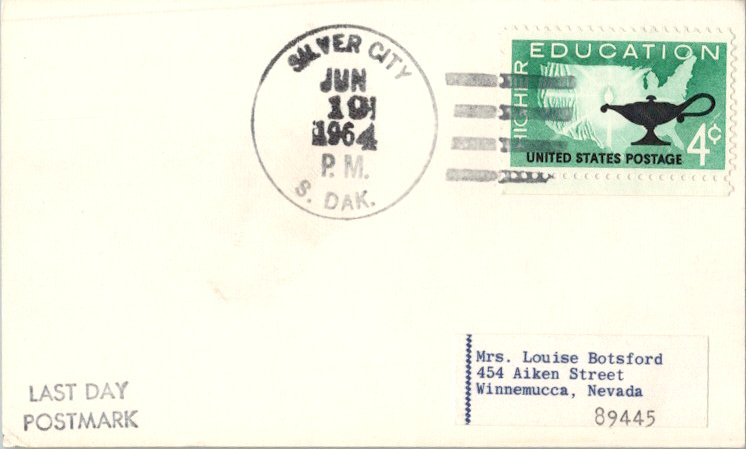 SILVER CITY
JUN
19
1964
P. M.
S. DAK.
HIGHER
EDUCATION
4¢
UNITED STATES POSTAGE
Mrs. Louise Botsford
454 Aiken Street
Winnemucca, Nevada
89445
LAST DAY
POSTMARK